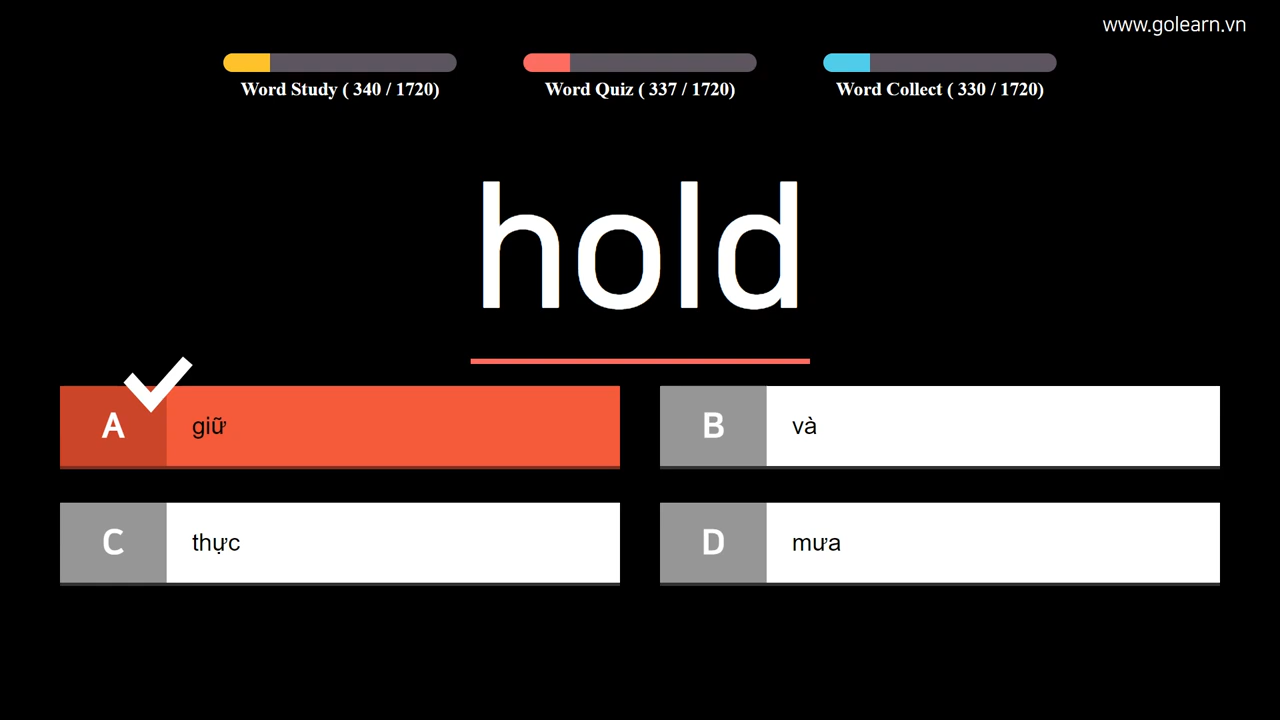 www.golearn.vn
Word Study ( 340 / 1720)
Word Quiz ( 337 / 1720)
Word Collect ( 330 / 1720)
hold
A giữ
B và
C thực
D mưa